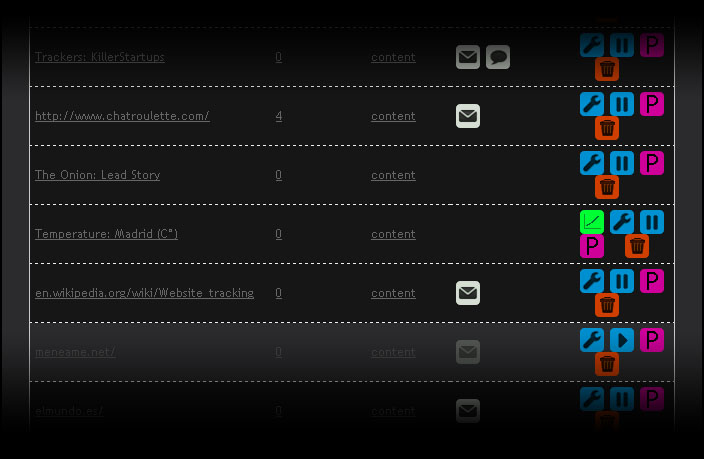 Trackers: KillerStartups 0 content P
http://www.chatroulette.com/ 4 content P
The Onion: Lead Story 0 content P
Temperature: Madrid (C°) 0 content
P
en.wikipedia.org/wiki/Website_tracking 0 content P
meneame.net/ 0 content P
elmundo.es/ 0 content P